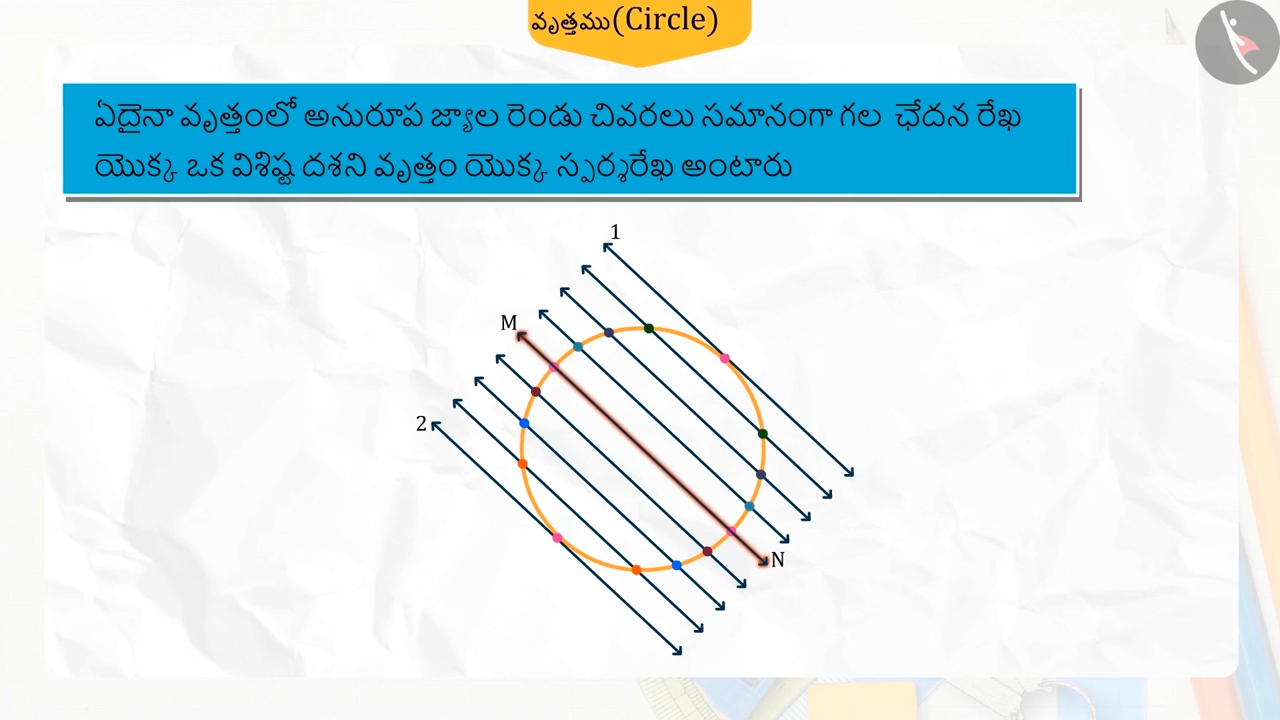 వృత్తము(Circle)
ఏదైనా వృత్తంలో అనురూప జ్యాల రెండు చివరలు సమానంగా గల ఛేదన రేఖ
యొక్క ఒక విశిష్ట దశని వృత్తం యొక్క స్పర్శరేఖ అంటారు
1
M
2
N